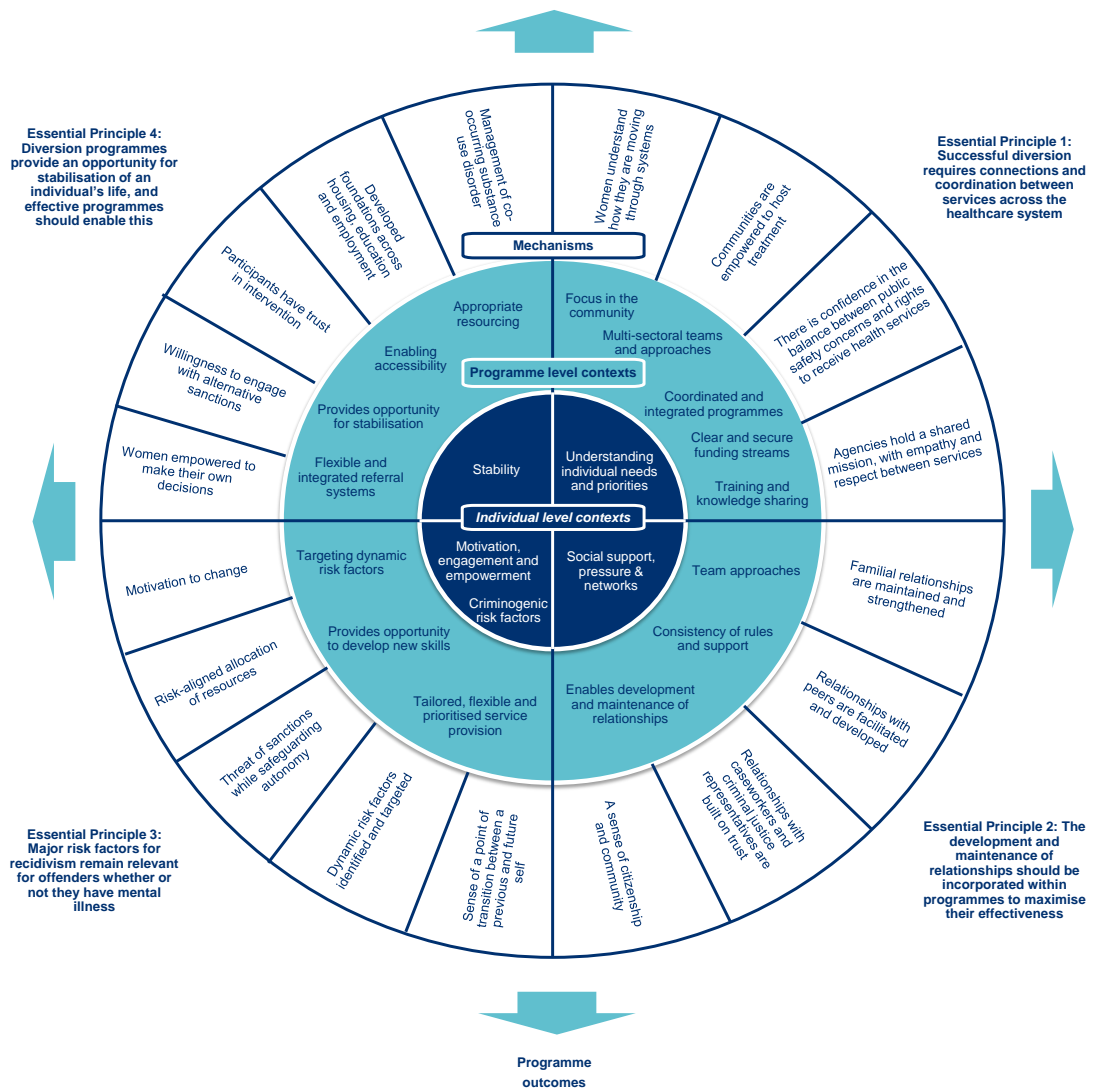 Essential Principle 4:
Diversion programmes
provide an opportunity for
stabilisation of an
individual's life, and
effective programmes
should enable this
Essential Principle 1:
Successful diversion
requires connections and
coordination between
services across the
healthcare system
Management of co-
occurring substance
use disorder
Women understand
how they are moving
through systems
Developed
foundations across
housing, education
and employment
Communities are
empowered to host
treatment
Participants have trust
in intervention
There is confidence in the
balance between public
safety concerns and rights
to receive health services
Willingness to engage
with alternative
sanctions
Agencies hold a shared
mission, with empathy and
respect between services
Women empowered to
make their own
decisions
Mechanisms
Appropriate
resourcing
Focus in the
community
Enabling
accessibility
Multi-sectoral teams
and approaches
Programme level contexts
Provides opportunity
for stabilisation
Coordinated and
integrated programmes
Flexible and
integrated referral
systems
Clear and secure
funding streams
Training and
knowledge sharing
Stability
Understanding
individual needs
and priorities
Individual level contexts
Motivation,
engagement and
empowerment
Criminogenic
risk factors
Social support,
pressure &
networks
Targeting dynamic
risk factors
Team approaches
Provides opportunity
to develop new skills
Consistency of rules
and support
Tailored, flexible and
prioritised service
provision
Enables development
and maintenance of
relationships
Motivation to change
Familial relationships
are maintained and
strengthened
Risk-aligned allocation
of resources
Relationships with
peers are facilitated
and developed
Threat of sanctions
while safeguarding
autonomy
Relationships with
caseworkers and
criminal justice
representatives are
built on trust
Dynamic risk factors
identified and targeted
Sense of a point of
transition between a
previous and future
self
A sense of citizenship
and community
Essential Principle 3:
Major risk factors for
recidivism remain relevant
for offenders whether or
not they have mental
illness
Essential Principle 2: The
development and
maintenance of
relationships should be
incorporated within
programmes to maximise
their effectiveness
Programme
outcomes